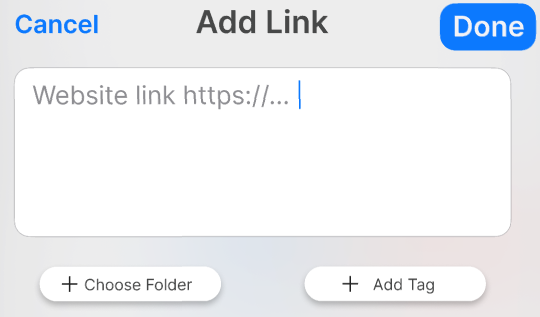 Cancel Add Link Done
Website link https://...
+ Choose Folder + Add Tag